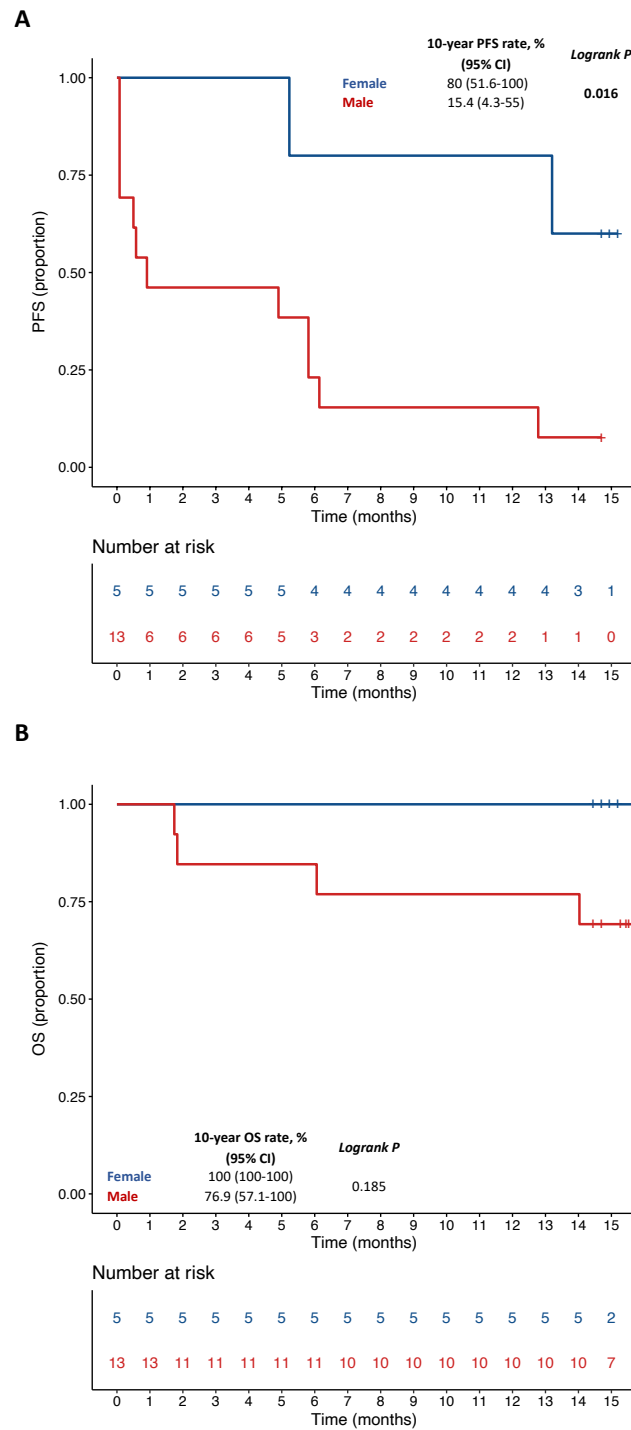 A
10-year PFS rate, %
(95% CI)
Logrank P
Female 80 (51.6-100)
Male 15.4 (4.3-55)
0.016
1.00
0.75
0.50
0.25
0.00
PFS (proportion)
0 1 2 3 4 5 6 7 8 9 10 11 12 13 14 15
Time (months)
Number at risk
5 5 5 5 5 5 4 4 4 4 4 4 4 4 3 1
13 6 6 6 6 5 3 2 2 2 2 2 2 1 1 0
0 1 2 3 4 5 6 7 8 9 10 11 12 13 14 15
Time (months)
B
1.00
0.75
0.50
0.25
0.00
OS (proportion)
10-year OS rate, %
(95% CI)
Logrank P
Female 100 (100-100)
Male 76.9 (57.1-100)
0.185
0 1 2 3 4 5 6 7 8 9 10 11 12 13 14 15
Time (months)
Number at risk
5 5 5 5 5 5 5 5 5 5 5 5 5 5 5 2
13 13 11 11 11 11 11 10 10 10 10 10 10 10 10 7
0 1 2 3 4 5 6 7 8 9 10 11 12 13 14 15
Time (months)